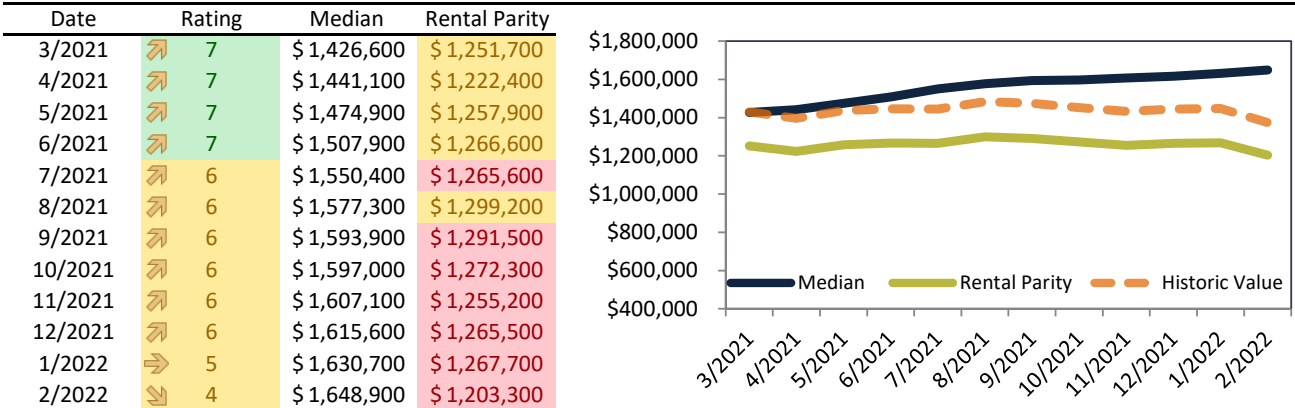 Date Rating Median Rental Parity
3/2021 7 $ 1,426,600 $ 1,251,700
4/2021 7 $ 1,441,100 $ 1,222,400
5/2021 7 $ 1,474,900 $ 1,257,900
6/2021 7 $ 1,507,900 $ 1,266,600
7/2021 6 $ 1,550,400 $ 1,265,600
8/2021 6 $ 1,577,300 $ 1,299,200
9/2021 6 $ 1,593,900 $ 1,291,500
10/2021 6 $ 1,597,000 $ 1,272,300
11/2021 6 $ 1,607,100 $ 1,255,200
12/2021 6 $ 1,615,600 $ 1,265,500
1/2022 5 $ 1,630,700 $ 1,267,700
2/2022 4 $ 1,648,900 $ 1,203,300
$1,800,000
$1,600,000
$1,400,000
$1,200,000
$1,000,000
$800,000
$600,000
$400,000
Median Rental Parity Historic Value
3/2021 4/2021 5/2021 6/2021 7/2021 8/2021 9/2021 10/2021 11/2021 12/2021 1/2022 2/2022